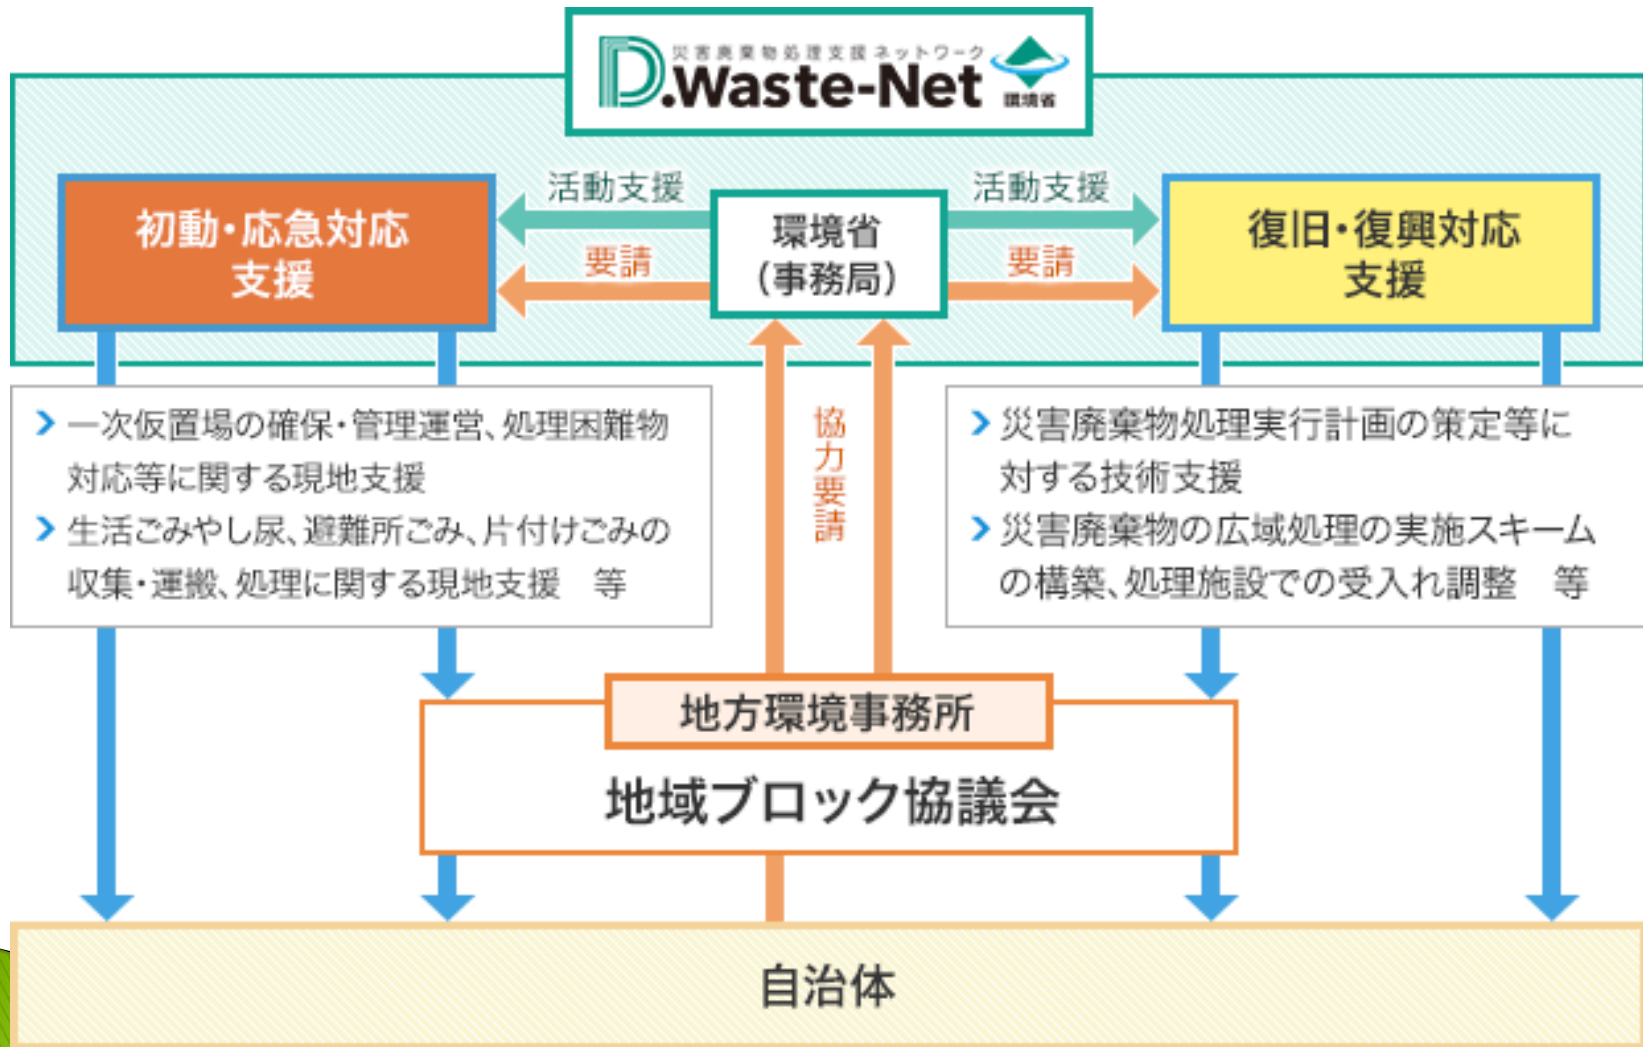 災害廃棄物処理支援ネットワーク
D.Waste-Net
環境省
初動・応急対応
支援
活動支援
要請
環境省
(事務局)
活動支援
要請
復旧・復興対応
支援
一次仮置場の確保・管理運営、処理困難物
対応等に関する現地支援
生活ごみやし尿、避難所ごみ、片付けごみの
収集・運搬、処理に関する現地支援　等
協力要請
災害廃棄物処理実行計画の策定等に
対する技術支援
災害廃棄物の広域処理の実施スキーム
の構築、処理施設での受入れ調整　等
地方環境事務所
地域ブロック協議会
自治体